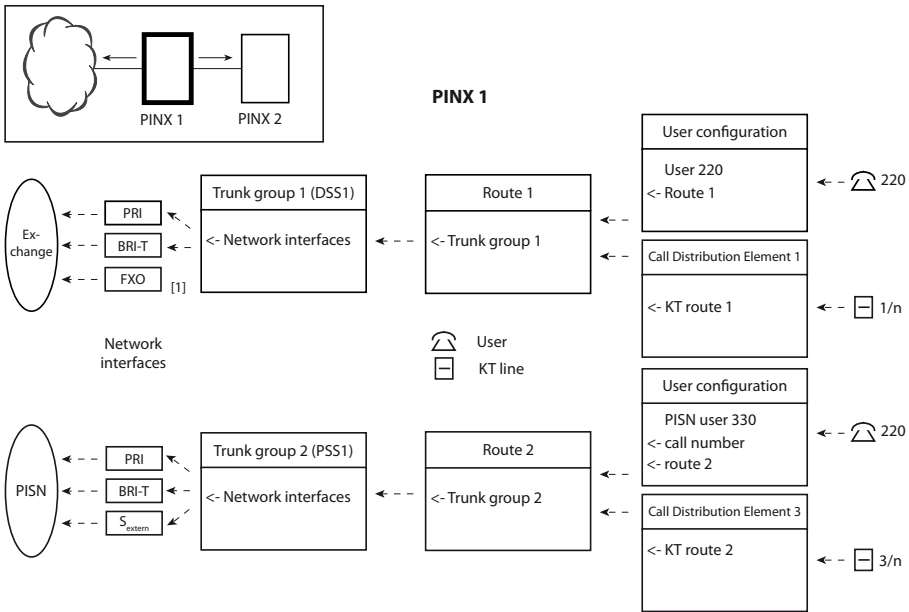 PINX 1
PINX 2
PINX 1
User configuration
User 220
<- Route 1
220
Trunk group 1 (DSS1)
<- Network interfaces
Route 1
<- Trunk group 1
Ex-
change
PRI
BRI-T
FXO
[1]
Call Distribution Element 1
<- KT route 1
1/n
Network
interfaces
User
KT line
User configuration
PISN user 330
<- call number
<- route 2
220
Trunk group 2 (PSS1)
<- Network interfaces
Route 2
<- Trunk group 2
PISN
PRI
BRI-T
Sextern
Call Distribution Element 3
<- KT route 2
3/n